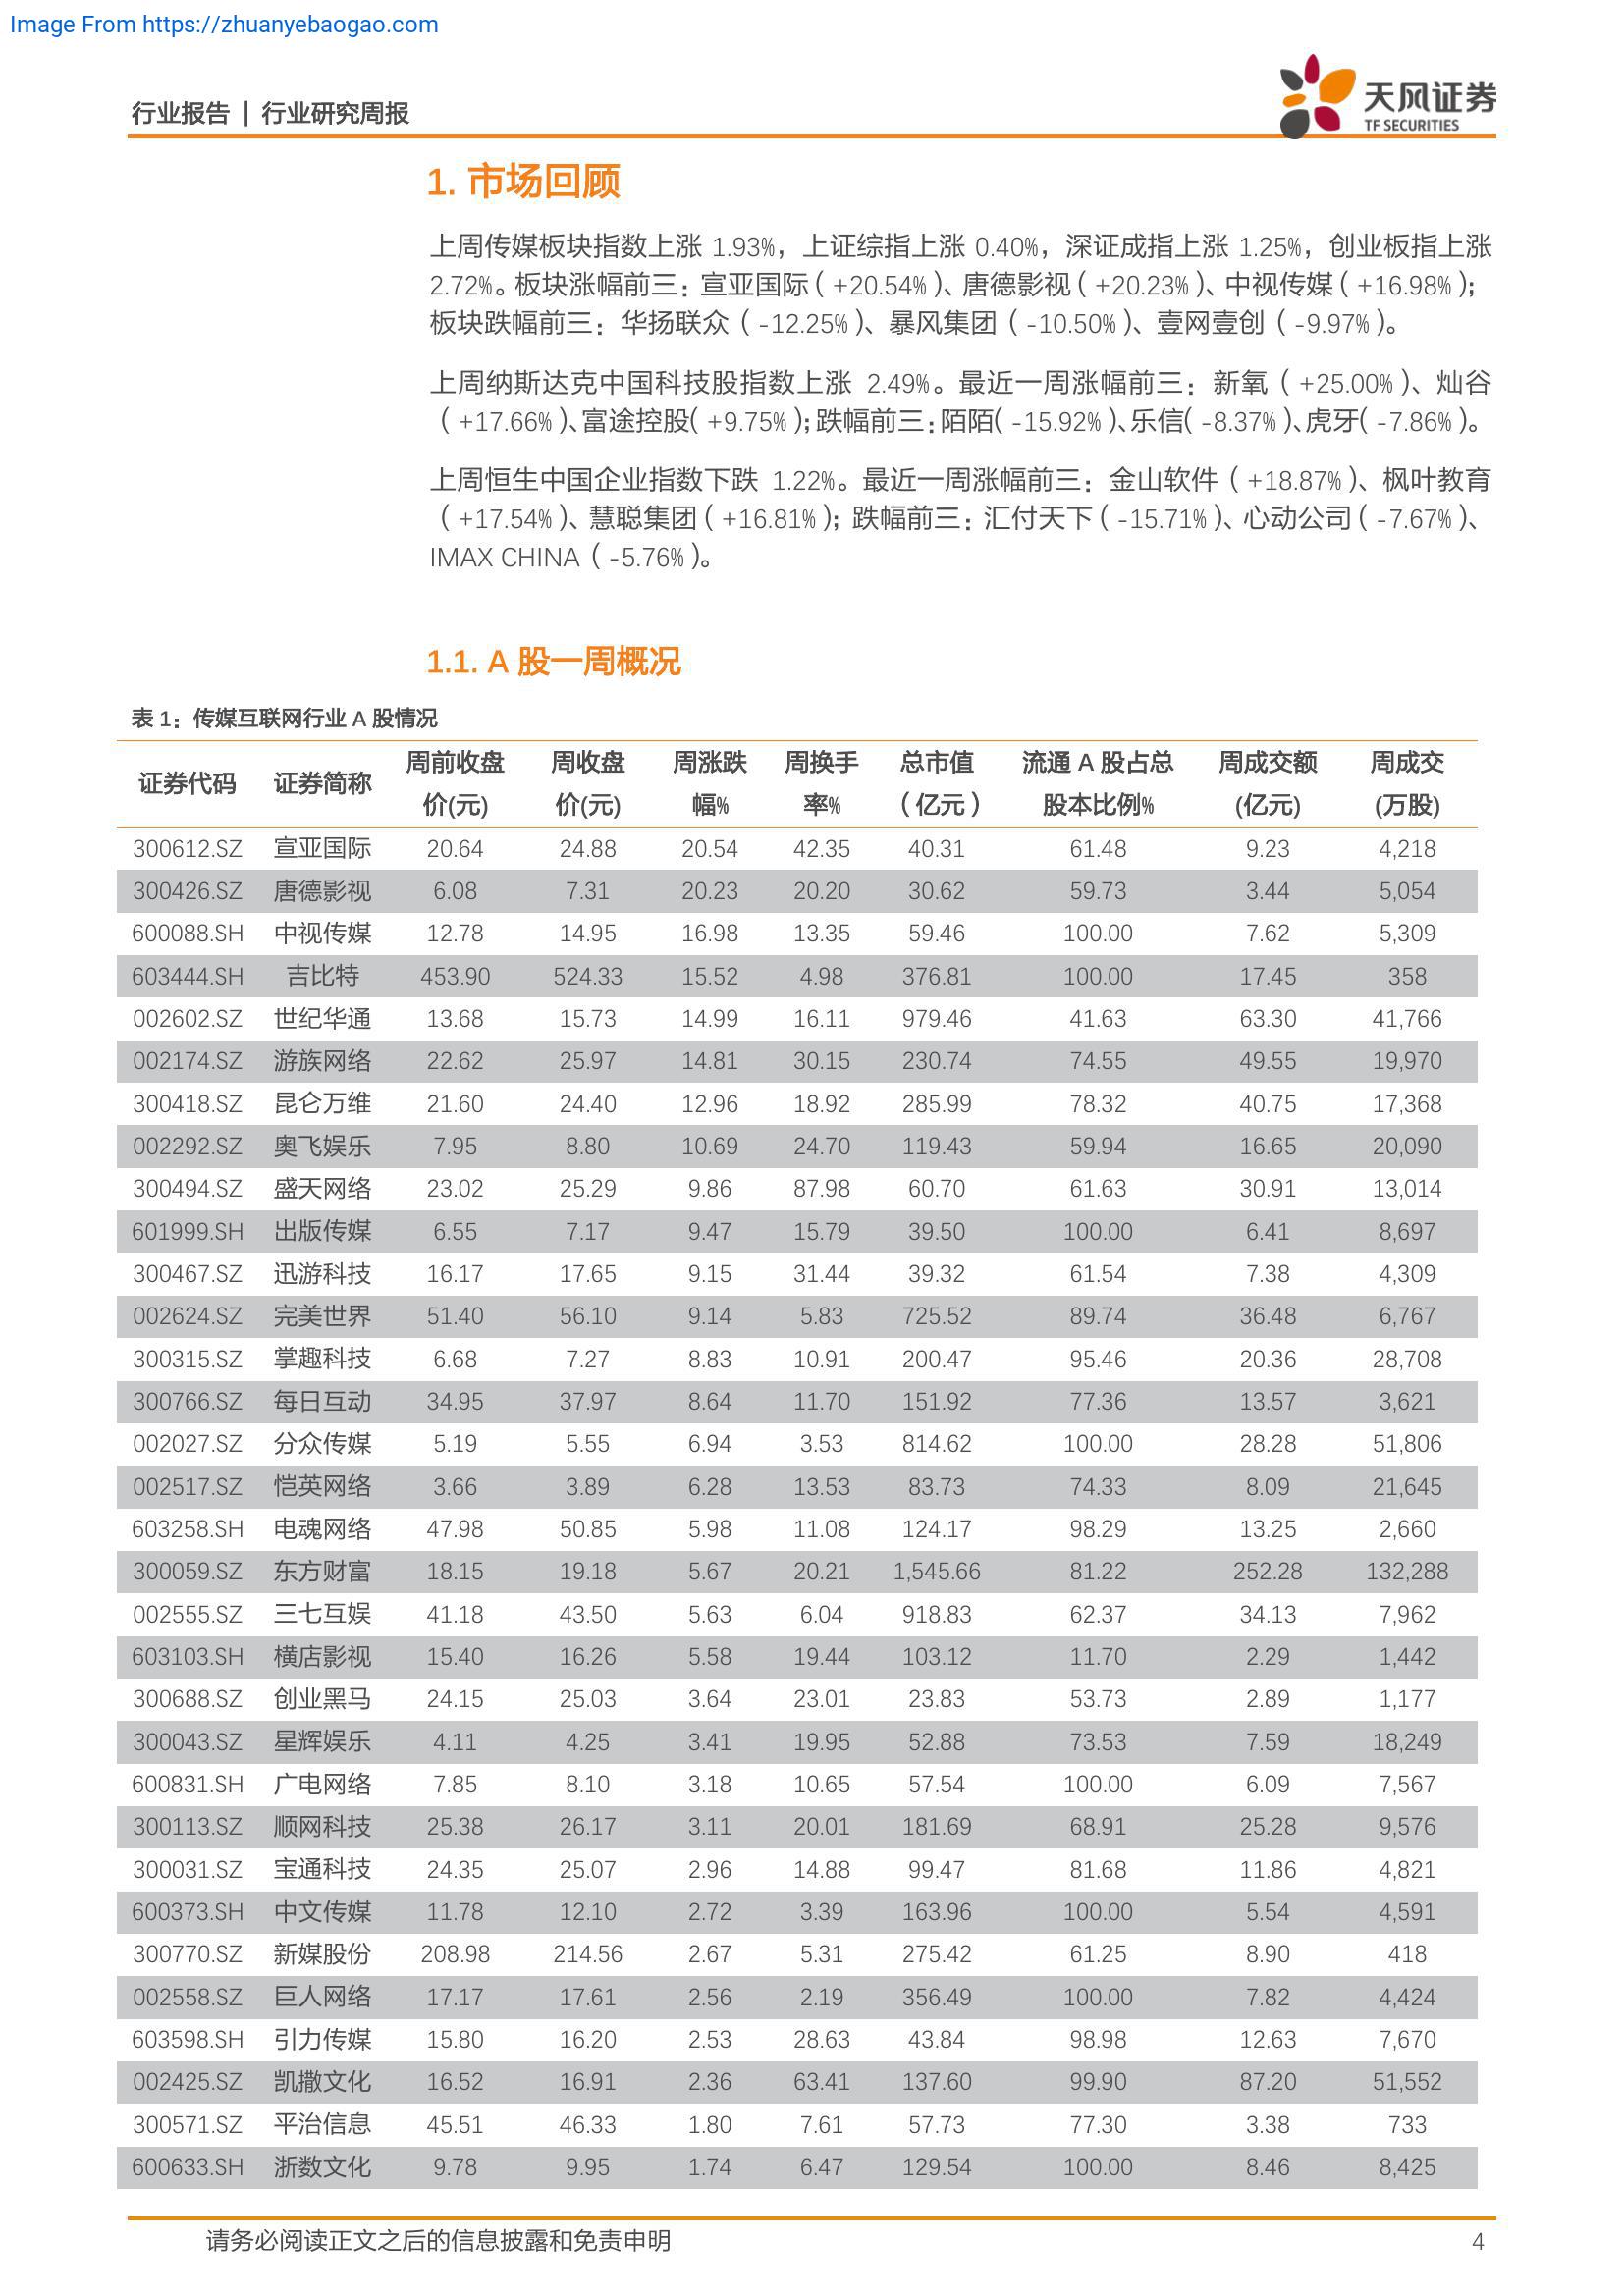 Image From https://zhuanyebaogao.com
行业报告 | 行业研究周报
天风证券
TF SECURITIES
1. 市场回顾
上周传媒板块指数上涨 1.93%，上证综指上涨 0.40%，深证成指上涨 1.25%，创业板指上涨
2.72%。板块涨幅前三：宣亚国际（+20.54%）、唐德影视（+20.23%）、中视传媒（+16.98%）；
板块跌幅前三：华扬联众（-12.25%）、暴风集团（-10.50%）、壹网壹创（-9.97%）。
上周纳斯达克中国科技股指数上涨 2.49%。最近一周涨幅前三：新氧（+25.00%）、灿谷
（+17.66%）、富途控股（+9.75%）；跌幅前三：陌陌（-15.92%）、乐信（-8.37%）、虎牙（-7.86%）。
上周恒生中国企业指数下跌 1.22%。最近一周涨幅前三：金山软件（+18.87%）、枫叶教育
（+17.54%）、慧聪集团（+16.81%）；跌幅前三：汇付天下（-15.71%）、心动公司（-7.67%）、
IMAX CHINA（-5.76%）。
1.1. A 股一周概况
表 1：传媒互联网行业 A 股情况
证券代码 证券简称 周前收盘价(元) 周收盘价(元) 周涨跌幅% 周换手率% 总市值（亿元） 流通 A 股占总股本比例% 周成交额(亿元) 周成交(万股)
300612.SZ 宣亚国际 20.64 24.88 20.54 42.35 40.31 61.48 9.23 4,218
300426.SZ 唐德影视 6.08 7.31 20.23 20.20 30.62 59.73 3.44 5,054
600088.SH 中视传媒 12.78 14.95 16.98 13.35 59.46 100.00 7.62 5,309
603444.SH 吉比特 453.90 524.33 15.52 4.98 376.81 100.00 17.45 358
002602.SZ 世纪华通 13.68 15.73 14.99 16.11 979.46 41.63 63.30 41,766
002174.SZ 游族网络 22.62 25.97 14.81 30.15 230.74 74.55 49.55 19,970
300418.SZ 昆仑万维 21.60 24.40 12.96 18.92 285.99 78.32 40.75 17,368
002292.SZ 奥飞娱乐 7.95 8.80 10.69 24.70 119.43 59.94 16.65 20,090
300494.SZ 盛天网络 23.02 25.29 9.86 87.98 60.70 61.63 30.91 13,014
601999.SH 出版传媒 6.55 7.17 9.47 15.79 39.50 100.00 6.41 8,697
300467.SZ 迅游科技 16.17 17.65 9.15 31.44 39.32 61.54 7.38 4,309
002624.SZ 完美世界 51.40 56.10 9.14 5.83 725.52 89.74 36.48 6,767
300315.SZ 掌趣科技 6.68 7.27 8.83 10.91 200.47 95.46 20.36 28,708
300766.SZ 每日互动 34.95 37.97 8.64 11.70 151.92 77.36 13.57 3,621
002027.SZ 分众传媒 5.19 5.55 6.94 3.53 814.62 100.00 28.28 51,806
002517.SZ 恺英网络 3.66 3.89 6.28 13.53 83.73 74.33 8.09 21,645
603258.SH 电魂网络 47.98 50.85 5.98 11.08 124.17 98.29 13.25 2,660
300059.SZ 东方财富 18.15 19.18 5.67 20.21 1,545.66 81.22 252.28 132,288
002555.SZ 三七互娱 41.18 43.50 5.63 6.04 918.83 62.37 34.13 7,962
603103.SH 横店影视 15.40 16.26 5.58 19.44 103.12 11.70 2.29 1,442
300688.SZ 创业黑马 24.15 25.03 3.64 23.01 23.83 53.73 2.89 1,177
300043.SZ 星辉娱乐 4.11 4.25 3.41 19.95 52.88 73.53 7.59 18,249
600831.SH 广电网络 7.85 8.10 3.18 10.65 57.54 100.00 6.09 7,567
300113.SZ 顺网科技 25.38 26.17 3.11 20.01 181.69 68.91 25.28 9,576
300031.SZ 宝通科技 24.35 25.07 2.96 14.88 99.47 81.68 11.86 4,821
600373.SH 中文传媒 11.78 12.10 2.72 3.39 163.96 100.00 5.54 4,591
300770.SZ 新媒股份 208.98 214.56 2.67 5.31 275.42 61.25 8.90 418
002558.SZ 巨人网络 17.17 17.61 2.56 2.19 356.49 100.00 7.82 4,424
603598.SH 引力传媒 15.80 16.20 2.53 28.63 43.84 98.98 12.63 7,670
002425.SZ 凯撒文化 16.52 16.91 2.36 63.41 137.60 99.90 87.20 51,552
300571.SZ 平治信息 45.51 46.33 1.80 7.61 57.73 77.30 3.38 733
600633.SH 浙数文化 9.78 9.95 1.74 6.47 129.54 100.00 8.46 8,425
请务必阅读正文之后的信息披露和免责申明 4